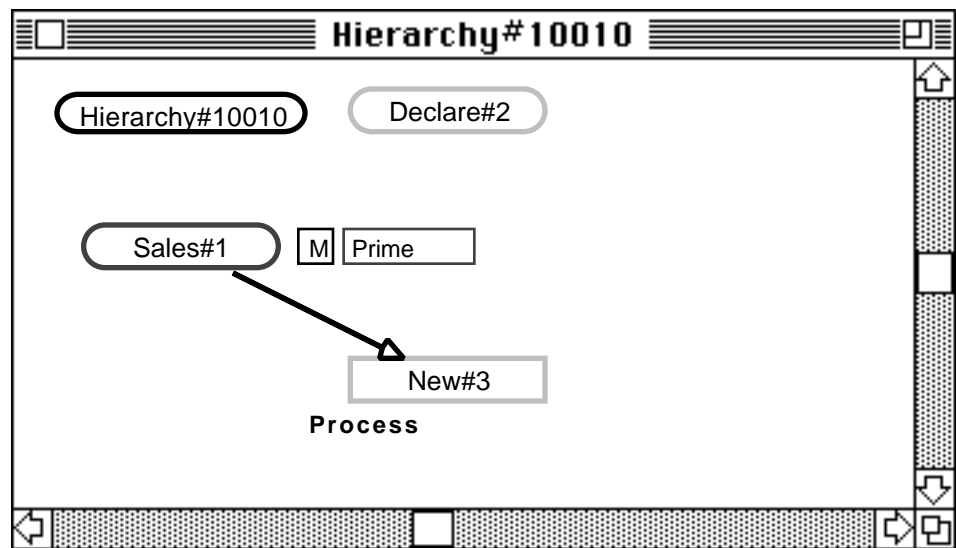 Hierarchy#10010
Hierarchy#10010 Declare#2
Sales#1 M Prime
New#3
Process